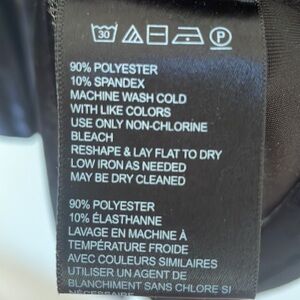 30 P
90% POLYESTER
10% SPANDEX
MACHINE WASH COLD
WITH LIKE COLORS
USE ONLY NON-CHLORINE
BLEACH
RESHAPE & LAY FLAT TO DRY
LOW IRON AS NEEDED
MAY BE DRY CLEANED
90% POLYESTER
10% ÉLASTHANNE
LAVAGE EN MACHINE À
TEMPÉRATURE FROIDE
AVEC COULEURS SIMILAIRES
UTILISER UN AGENT DE
BLANCHIMENT SANS CHLORE SI
NÉCESSAIRE